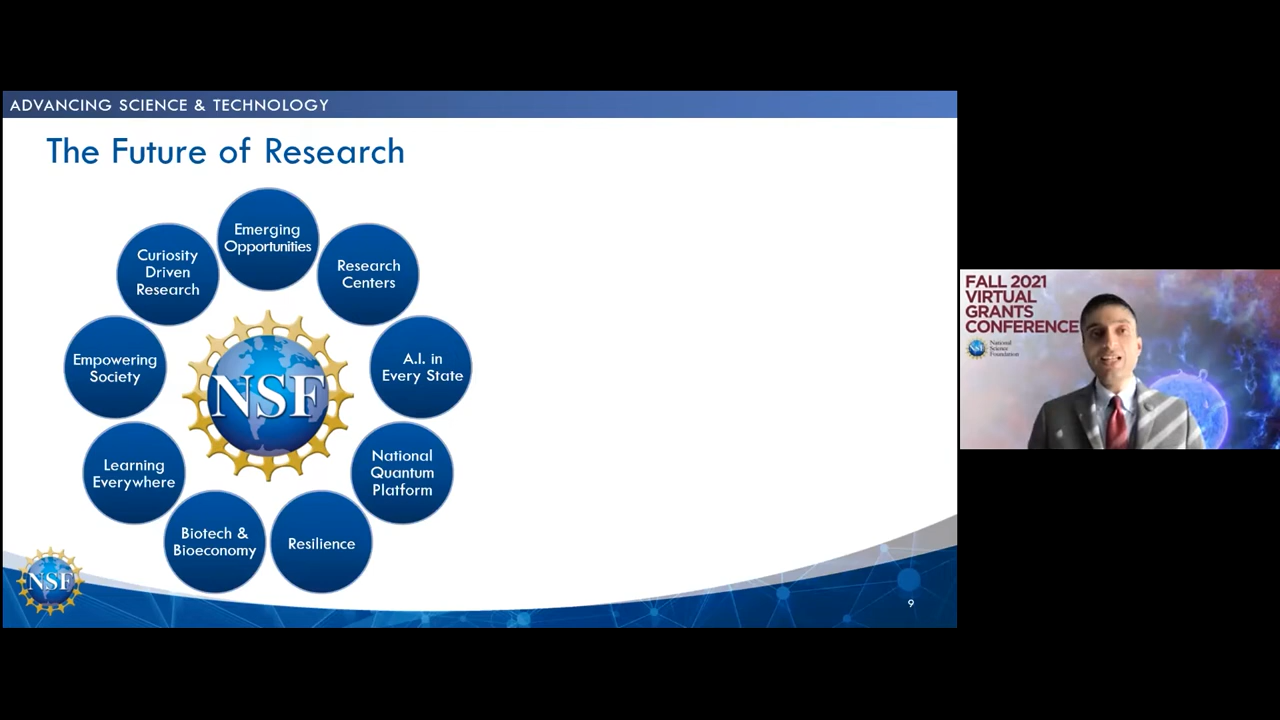 ADVANCING SCIENCE & TECHNOLOGY
The Future of Research
Emerging
Opportunities
Research
Centers
A.I. in
Every State
National
Quantum
Platform
Resilience
Biotech &
Bioeconomy
Learning
Everywhere
Empowering
Society
Curiosity
Driven
Research
NSF
NSF
9
FALL 2021
VIRTUAL
GRANTS
CONFERENCE
NSF
National
Science
Foundation